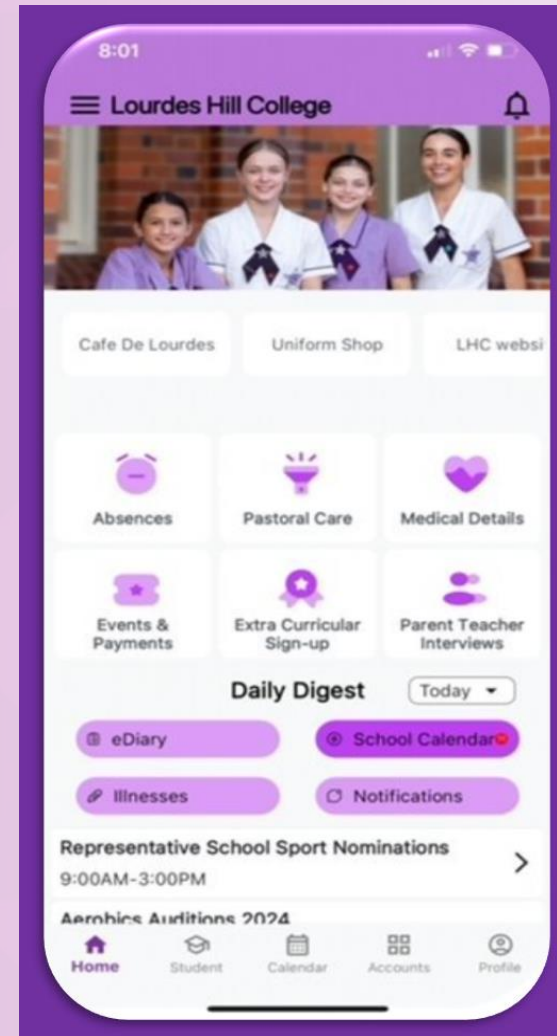 8:01
Lourdes Hill College
Cafe De Lourdes
Uniform Shop
LHC websi
Absences
Pastoral Care
Medical Details
Events &
Payments
Extra Curricular
Sign-up
Parent Teacher
Interviews
Daily Digest
Today
eDiary
School Calendar
Illnesses
Notifications
Representative School Sport Nominations
9:00AM-3:00PM
Aerobics Auditions 2024
Home
Student
Calendar
Accounts
Profile